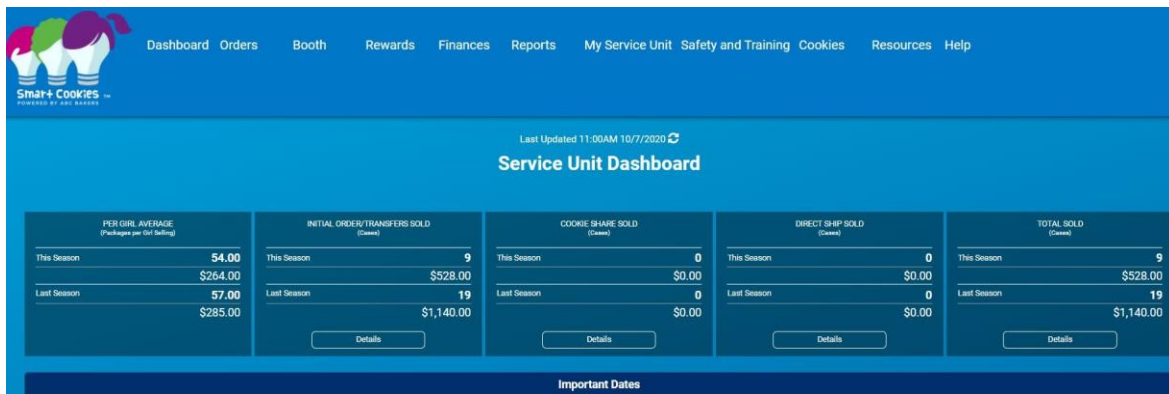 Dashboard Orders Booth Rewards Finances Reports My Service Unit Safety and Training Cookies Resources Help
Smart Cookies TM
POWERED BY ABC BAKERS
Last Updated 11:00AM 10/7/2020
Service Unit Dashboard
PER GIRL AVERAGE
(Packages per Girl Selling)
This Season 54.00
$264.00
Last Season 57.00
$285.00
INITIAL ORDER/TRANSFERS SOLD
(Cases)
This Season 9
$528.00
Last Season 19
$1,140.00
Details
COOKIE SHARE SOLD
(Cases)
This Season 0
$0.00
Last Season 0
$0.00
Details
DIRECT SHIP SOLD
(Cases)
This Season 0
$0.00
Last Season 0
$0.00
Details
TOTAL SOLD
(Cases)
This Season 9
$528.00
Last Season 19
$1,140.00
Details
Important Dates